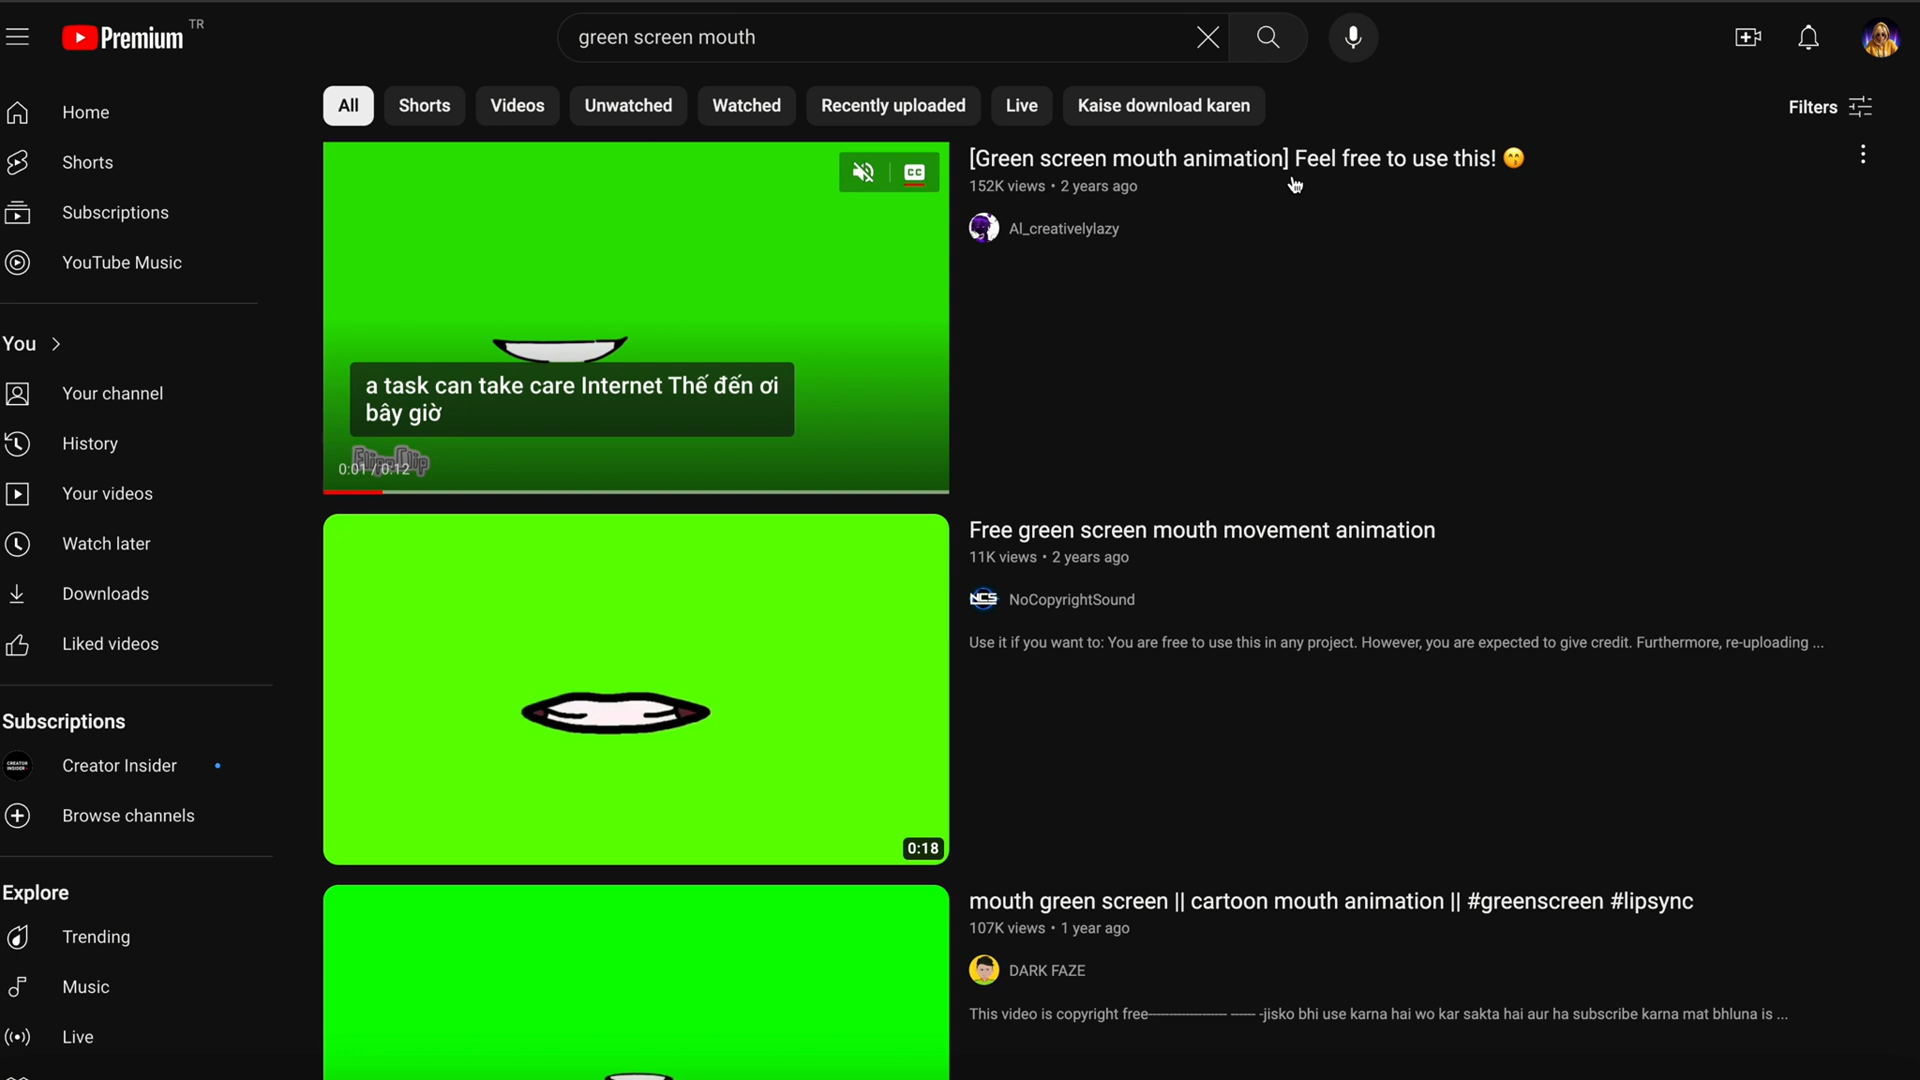 Premium TR
green screen mouth
All
Shorts
Videos
Unwatched
Watched
Recently uploaded
Live
Kaise download karen
Filters
Home
Shorts
Subscriptions
YouTube Music
You
Your channel
History
Your videos
Watch later
Downloads
Liked videos
Subscriptions
CREATOR
INSIDER
Creator Insider
Browse channels
Explore
Trending
Music
Live
CC
a task can take care Internet Thế đến ơi
bây giờ
FlipaClip
0:01 / 0:12
[Green screen mouth animation] Feel free to use this! 😙
152K views • 2 years ago
Al_creativelylazy
0:18
Free green screen mouth movement animation
11K views • 2 years ago
NCS
NoCopyrightSound
Use it if you want to: You are free to use this in any project. However, you are expected to give credit. Furthermore, re-uploading ...
mouth green screen || cartoon mouth animation || #greenscreen #lipsync
107K views • 1 year ago
DARK FAZE
This video is copyright free------------------- ------ -jisko bhi use karna hai wo kar sakta hai aur ha subscribe karna mat bhluna is ...